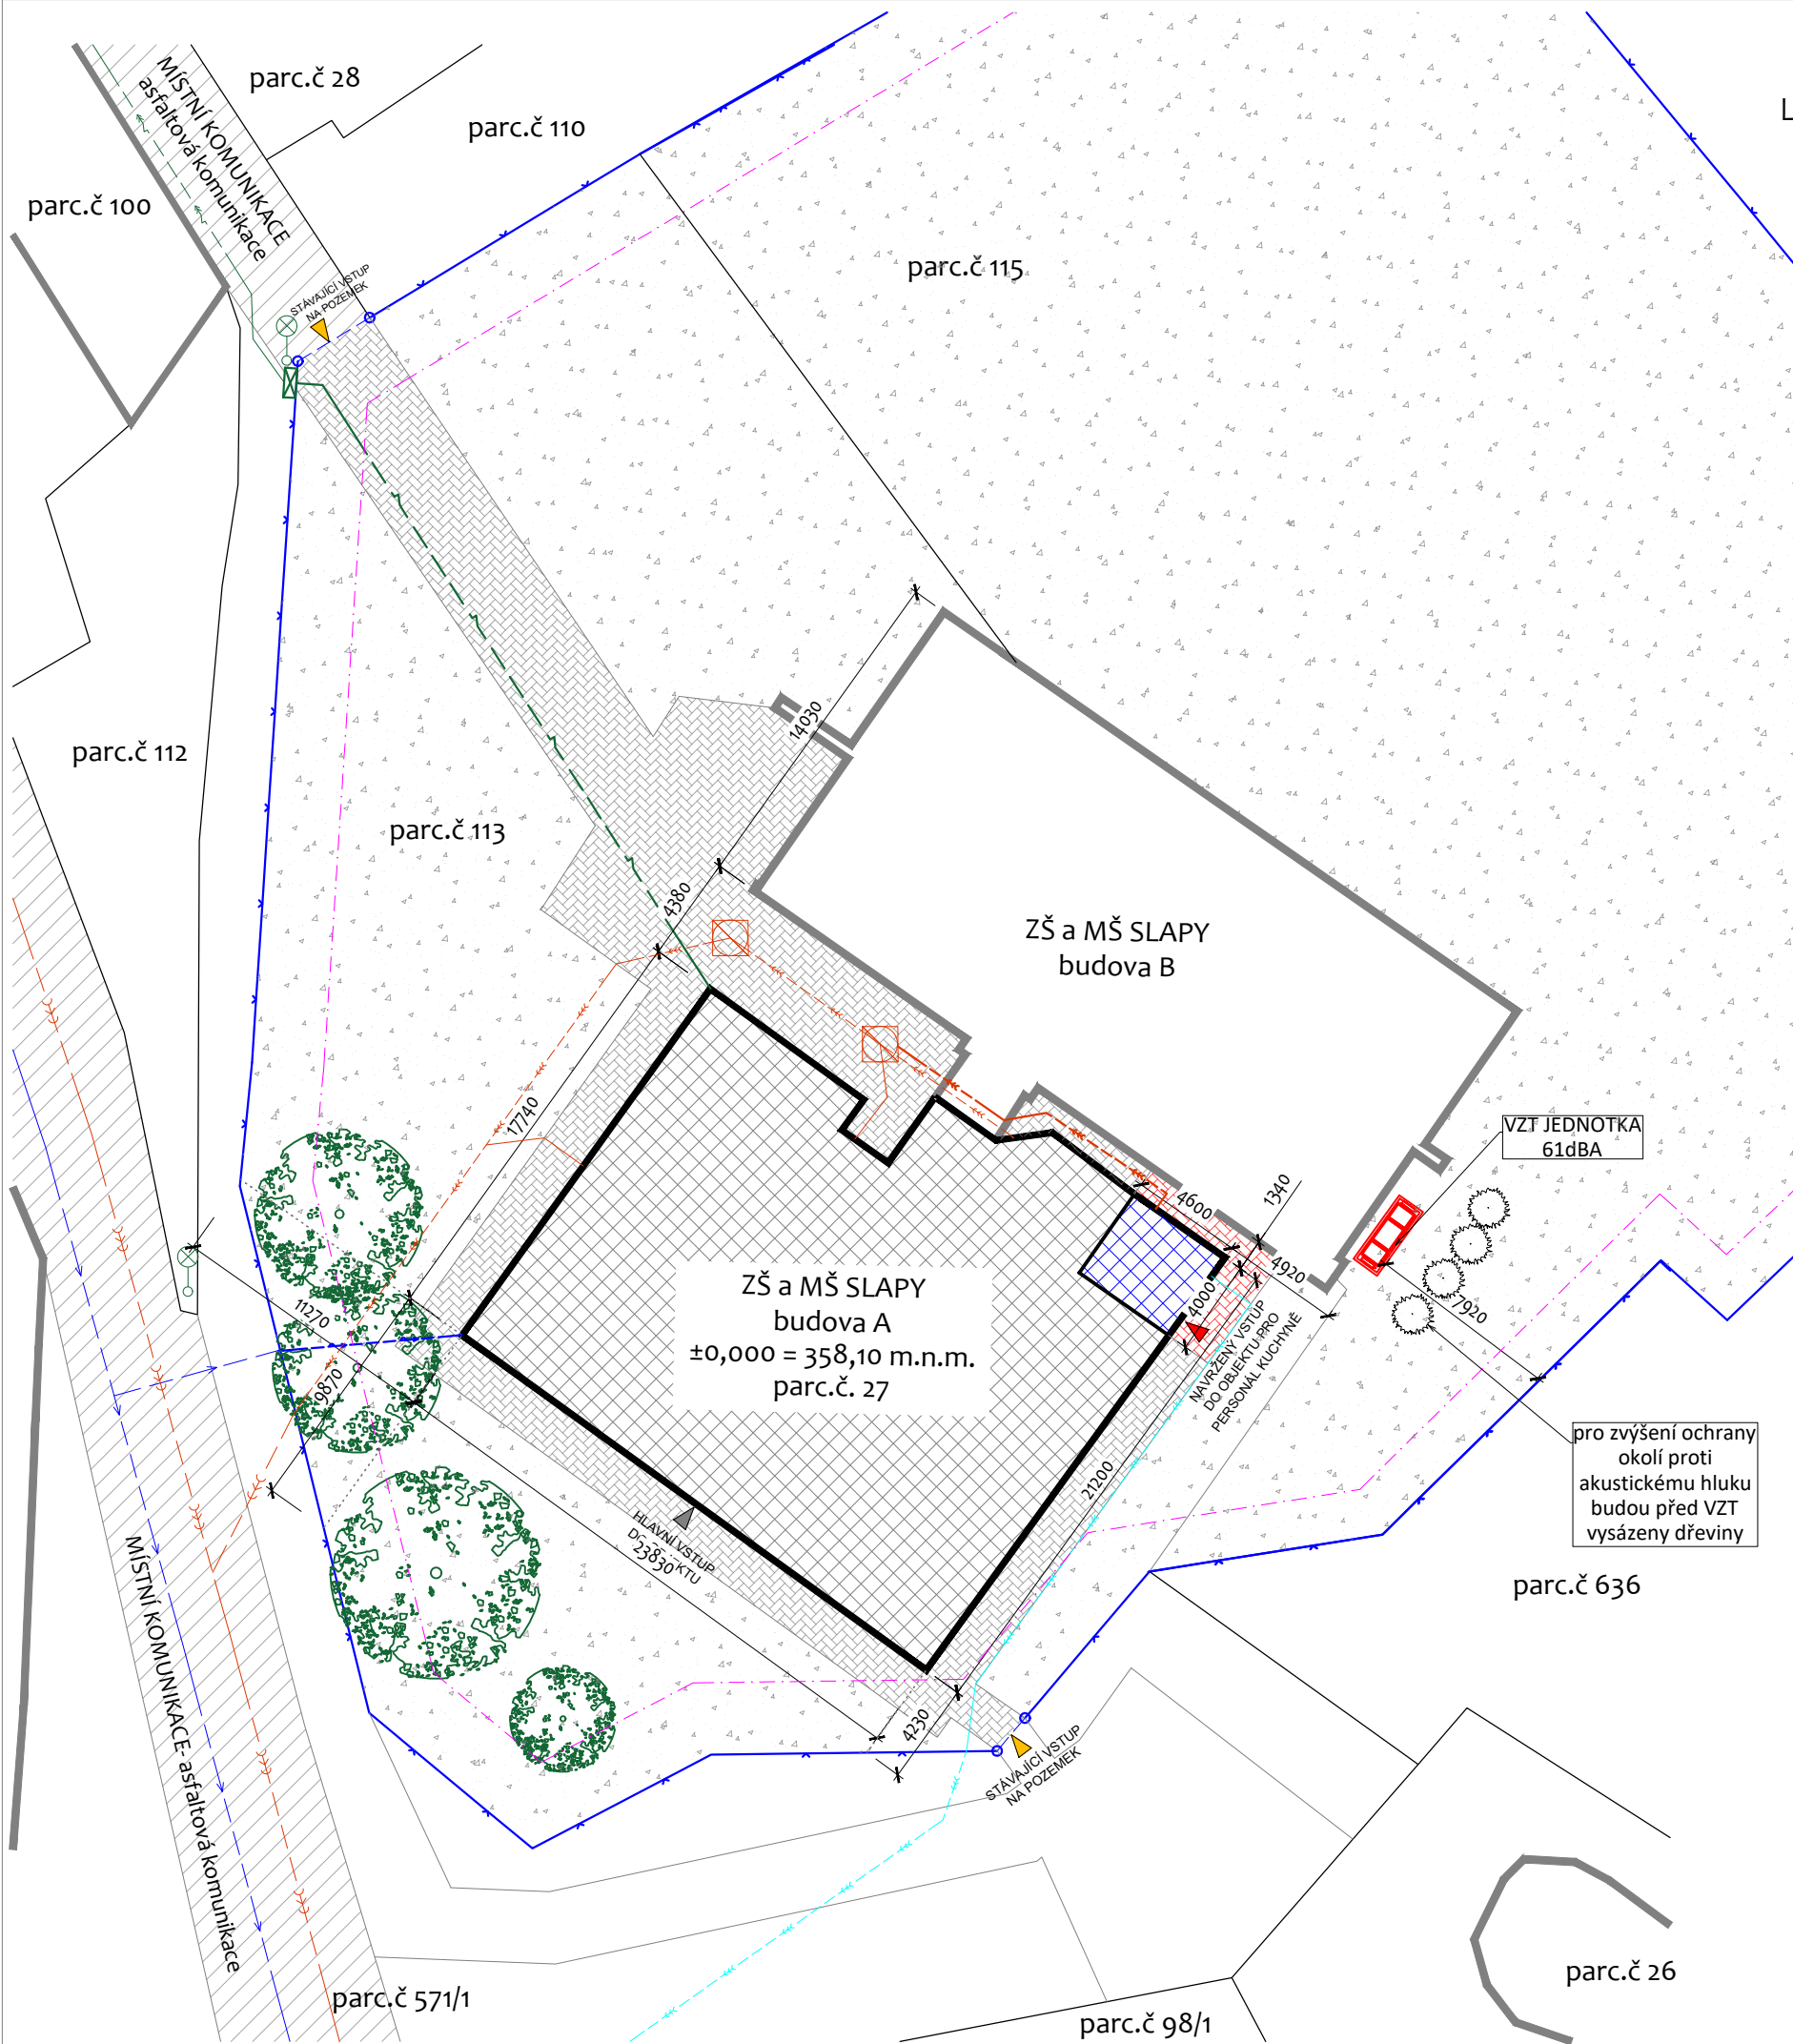 parc.č 28
MÍSTNÍ KOMUNIKACE
asfaltová komunikace
parc.č 110
L
parc.č 100
parc.č 115
STÁVAJÍCÍ VSTUP
NA POZEMEK
14030
parc.č 112
parc.č 113
4380
ZŠ a MŠ SLAPY
budova B
17740
VZT JEDNOTKA
61dBA
4600
1340
4920
11270
ZŠ a MŠ SLAPY
budova A
±0,000 = 358,10 m.n.m.
parc.č. 27
4000
NAVRŽENÝ VSTUP
DO OBJEKTU PRO
PERSONÁL KUCHYNĚ
7920
9870
pro zvýšení ochrany
okolí proti
akustickému hluku
budou před VZT
vysázeny dřeviny
21200
HLAVNÍ VSTUP
23830
parc.č 636
MÍSTNÍ KOMUNIKACE- asfaltová komunikace
4230
STÁVAJÍCÍ VSTUP
NA POZEMEK
parc.č 571/1
parc.č 26
parc.č 98/1